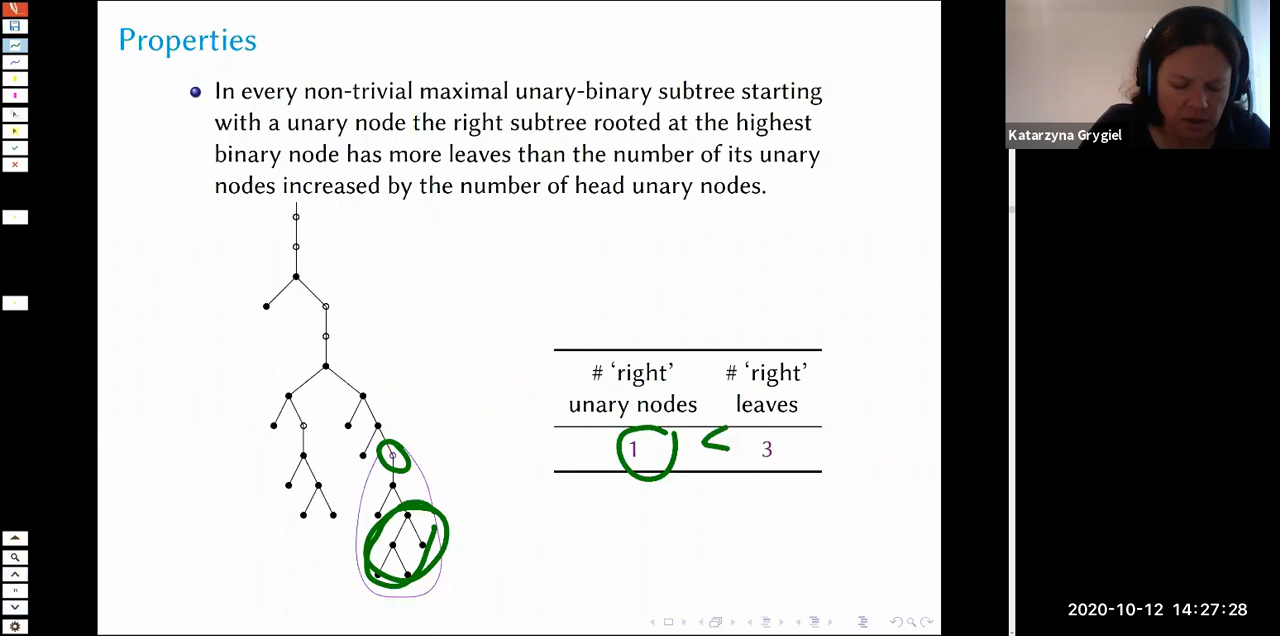 Properties
In every non-trivial maximal unary-binary subtree starting
with a unary node the right subtree rooted at the highest
binary node has more leaves than the number of its unary
nodes increased by the number of head unary nodes.
Katarzyna Grygiel
# ‘right’ # ‘right’
unary nodes leaves
1 < 3
2020-10-12 14:27:28